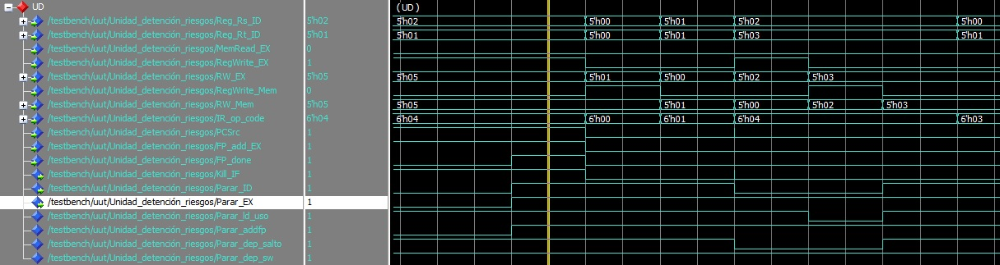 UD (UD)
/testbench/uut/Unidad_detención_riesgos/Reg_Rs_ID 5'h02 5'h02 5'h00 5'h01 5'h02 5'h00
/testbench/uut/Unidad_detención_riesgos/Reg_Rt_ID 5'h01 5'h01 5'h00 5'h01 5'h03 5'h01
/testbench/uut/Unidad_detención_riesgos/MemRead_EX 0
/testbench/uut/Unidad_detención_riesgos/RegWrite_EX 1
/testbench/uut/Unidad_detención_riesgos/RW_EX 5'h05 5'h05 5'h01 5'h00 5'h02 5'h03
/testbench/uut/Unidad_detención_riesgos/RegWrite_Mem 0
/testbench/uut/Unidad_detención_riesgos/RW_Mem 5'h05 5'h05 5'h01 5'h00 5'h02 5'h03
/testbench/uut/Unidad_detención_riesgos/IR_op_code 6'h04 6'h04 6'h00 6'h01 6'h04 6'h03
/testbench/uut/Unidad_detención_riesgos/PCSrc 1
/testbench/uut/Unidad_detención_riesgos/FP_add_EX 1
/testbench/uut/Unidad_detención_riesgos/FP_done 1
/testbench/uut/Unidad_detención_riesgos/Kill_IF 1
/testbench/uut/Unidad_detención_riesgos/Parar_ID 1
/testbench/uut/Unidad_detención_riesgos/Parar_EX 1
/testbench/uut/Unidad_detención_riesgos/Parar_ld_uso 1
/testbench/uut/Unidad_detención_riesgos/Parar_addfp 1
/testbench/uut/Unidad_detención_riesgos/Parar_dep_salto 1
/testbench/uut/Unidad_detención_riesgos/Parar_dep_sw 1